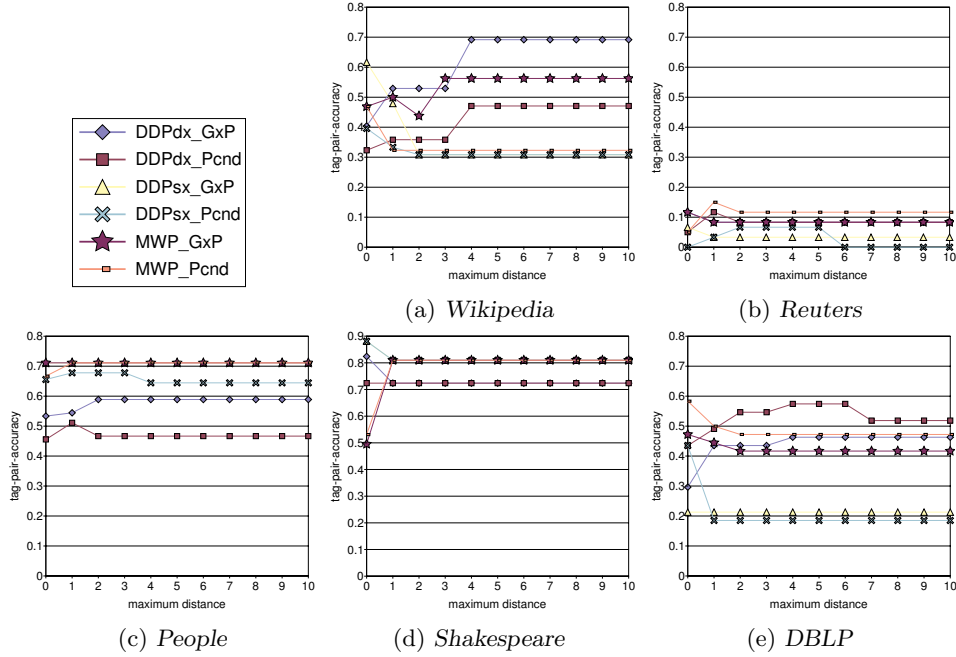 DDPdx_GxP
DDPdx_Pcnd
DDPsx_GxP
DDPsx_Pcnd
MWP_GxP
MWP_Pcnd
tag-pair-accuracy
0.8
0.7
0.6
0.5
0.4
0.3
0.2
0.1
0
0 1 2 3 4 5 6 7 8 9 10
maximum distance
(a) Wikipedia
tag-pair-accuracy
0.8
0.7
0.6
0.5
0.4
0.3
0.2
0.1
0
0 1 2 3 4 5 6 7 8 9 10
maximum distance
(b) Reuters
tag-pair-accuracy
0.8
0.7
0.6
0.5
0.4
0.3
0.2
0.1
0
0 1 2 3 4 5 6 7 8 9 10
maximum distance
(c) People
tag-pair-accuracy
0.9
0.8
0.7
0.6
0.5
0.4
0.3
0.2
0.1
0
0 1 2 3 4 5 6 7 8 9 10
maximum distance
(d) Shakespeare
tag-pair-accuracy
0.8
0.7
0.6
0.5
0.4
0.3
0.2
0.1
0
0 1 2 3 4 5 6 7 8 9 10
maximum distance
(e) DBLP